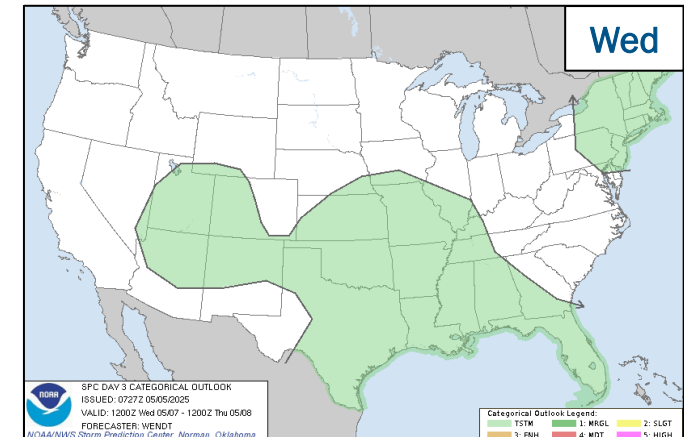 Wed
NOAA
SPC DAY 3 CATEGORICAL OUTLOOK
ISSUED: 0727Z 05/05/2025
VALID: 1200Z Wed 05/07 - 1200Z Thu 05/08
FORECASTER: WENDT
NOAA/NWS Storm Prediction Center, Norman, Oklahoma
Categorical Outlook Legend:
TSTM 1: MRGL 2: SLGT
3: ENH 4: MDT 5: HIGH